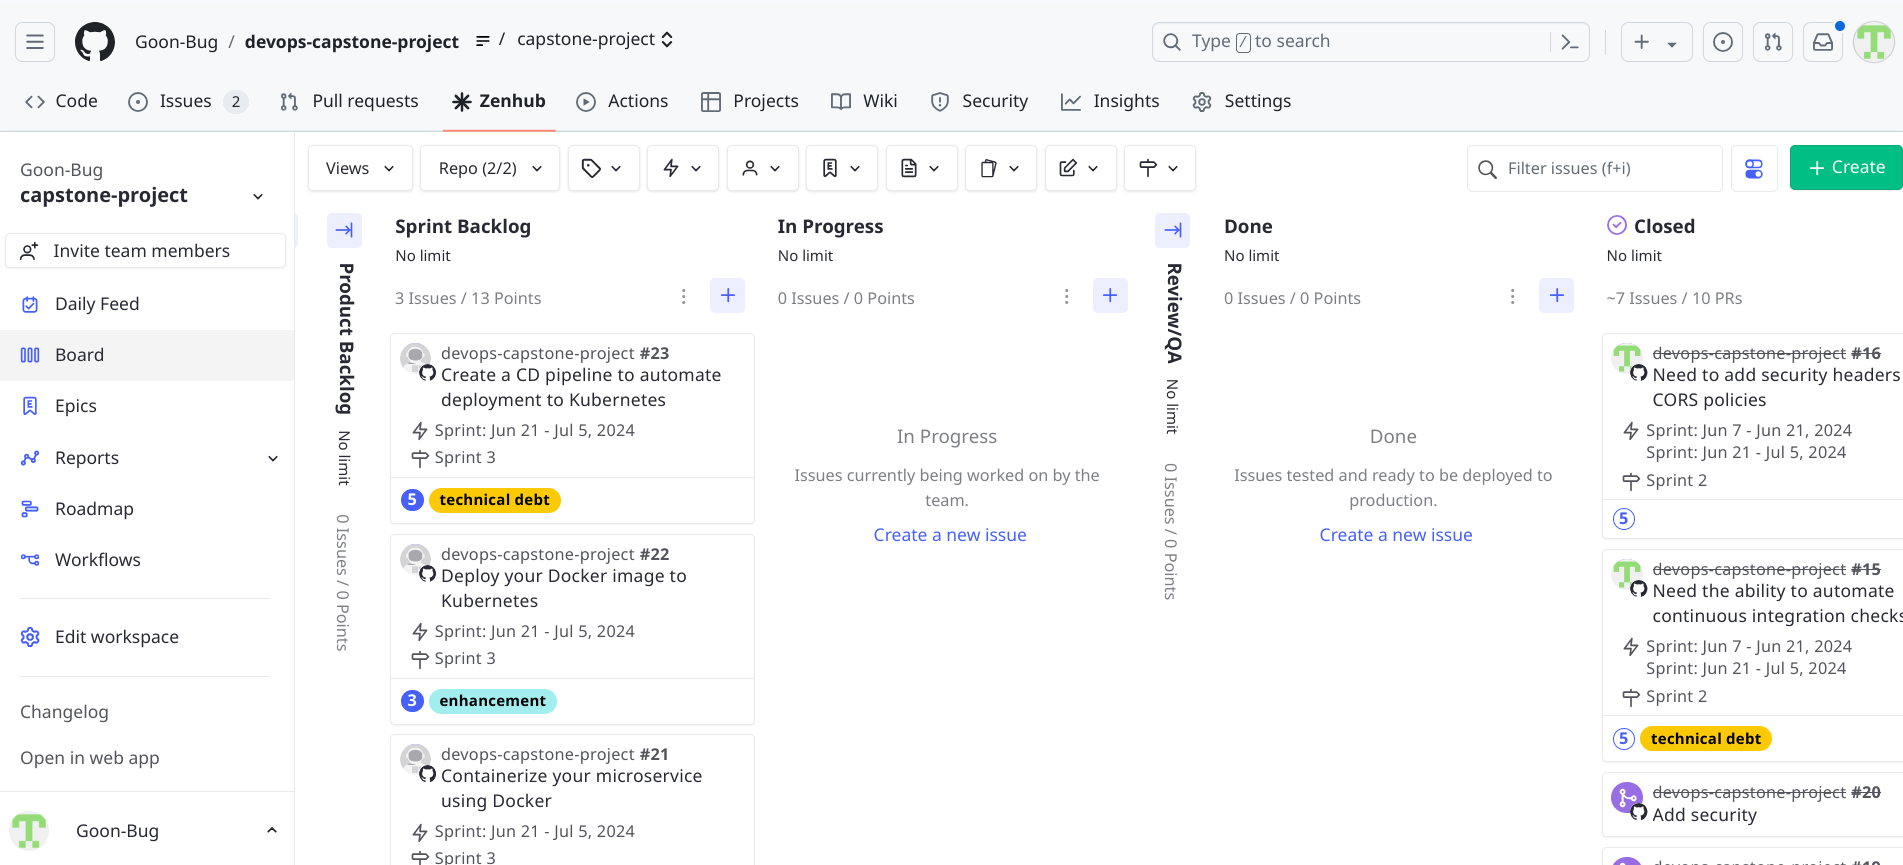 Goon-Bug / devops-capstone-project / capstone-project
Type / to search
Code
Issues 2
Pull requests
Zenhub
Actions
Projects
Wiki
Security
Insights
Settings
Goon-Bug
capstone-project
Invite team members
Daily Feed
Board
Epics
Reports
Roadmap
Workflows
Edit workspace
Changelog
Open in web app
Goon-Bug
Views
Repo (2/2)
Filter issues (f+i)
Create
Product Backlog
No limit
0 Issues / 0 Points
Sprint Backlog
No limit
3 Issues / 13 Points
devops-capstone-project #23
Create a CD pipeline to automate
deployment to Kubernetes
Sprint: Jun 21 - Jul 5, 2024
Sprint 3
5 technical debt
devops-capstone-project #22
Deploy your Docker image to
Kubernetes
Sprint: Jun 21 - Jul 5, 2024
Sprint 3
3 enhancement
devops-capstone-project #21
Containerize your microservice
using Docker
Sprint: Jun 21 - Jul 5, 2024
Sprint 3
In Progress
No limit
0 Issues / 0 Points
In Progress
Issues currently being worked on by the
team.
Create a new issue
Review/QA
No limit
0 Issues / 0 Points
Done
No limit
0 Issues / 0 Points
Done
Issues tested and ready to be deployed to
production.
Create a new issue
Closed
No limit
~7 Issues / 10 PRs
devops-capstone-project #16
Need to add security headers
CORS policies
Sprint: Jun 7 - Jun 21, 2024
Sprint: Jun 21 - Jul 5, 2024
Sprint 2
5
devops-capstone-project #15
Need the ability to automate
continuous integration checks
Sprint: Jun 7 - Jun 21, 2024
Sprint: Jun 21 - Jul 5, 2024
Sprint 2
5 technical debt
devops-capstone-project #20
Add security